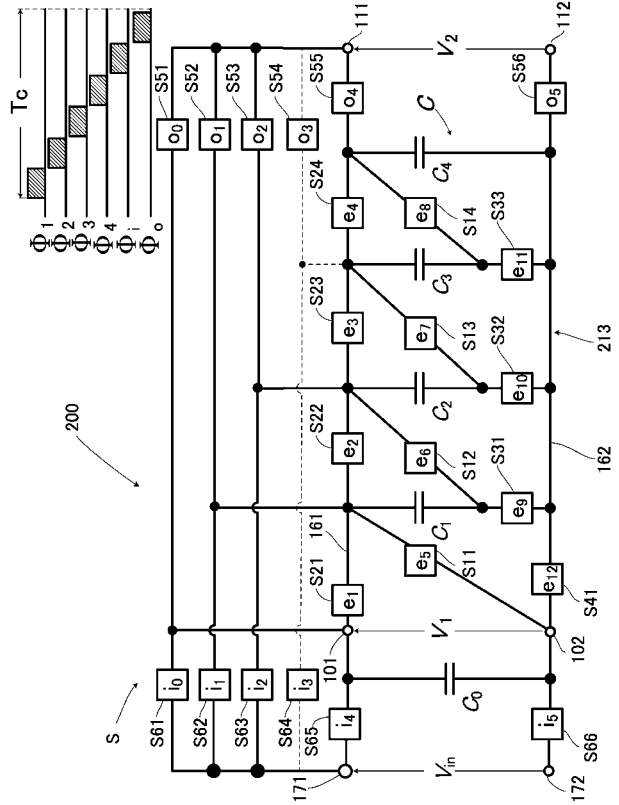 Tc
Φ1
Φ2
Φ3
Φ4
Φi
Φo
200
S
S61 i0 o0 S51
S62 i1 o1 S52
S63 i2 o2 S53
S64 i3 o3 S54
171 S65 i4 101 S21 e1 161 S22 e2 S23 e3 S24 e4 o4 S55 111
Vin C0 V1 e5 S11 C1 e6 S12 C2 e7 S13 C3 e8 S14 C4 C V2
e9 S31 e10 S32 e11 S33
172 i5 S66 102 e12 S41 162 213 o5 S56 112